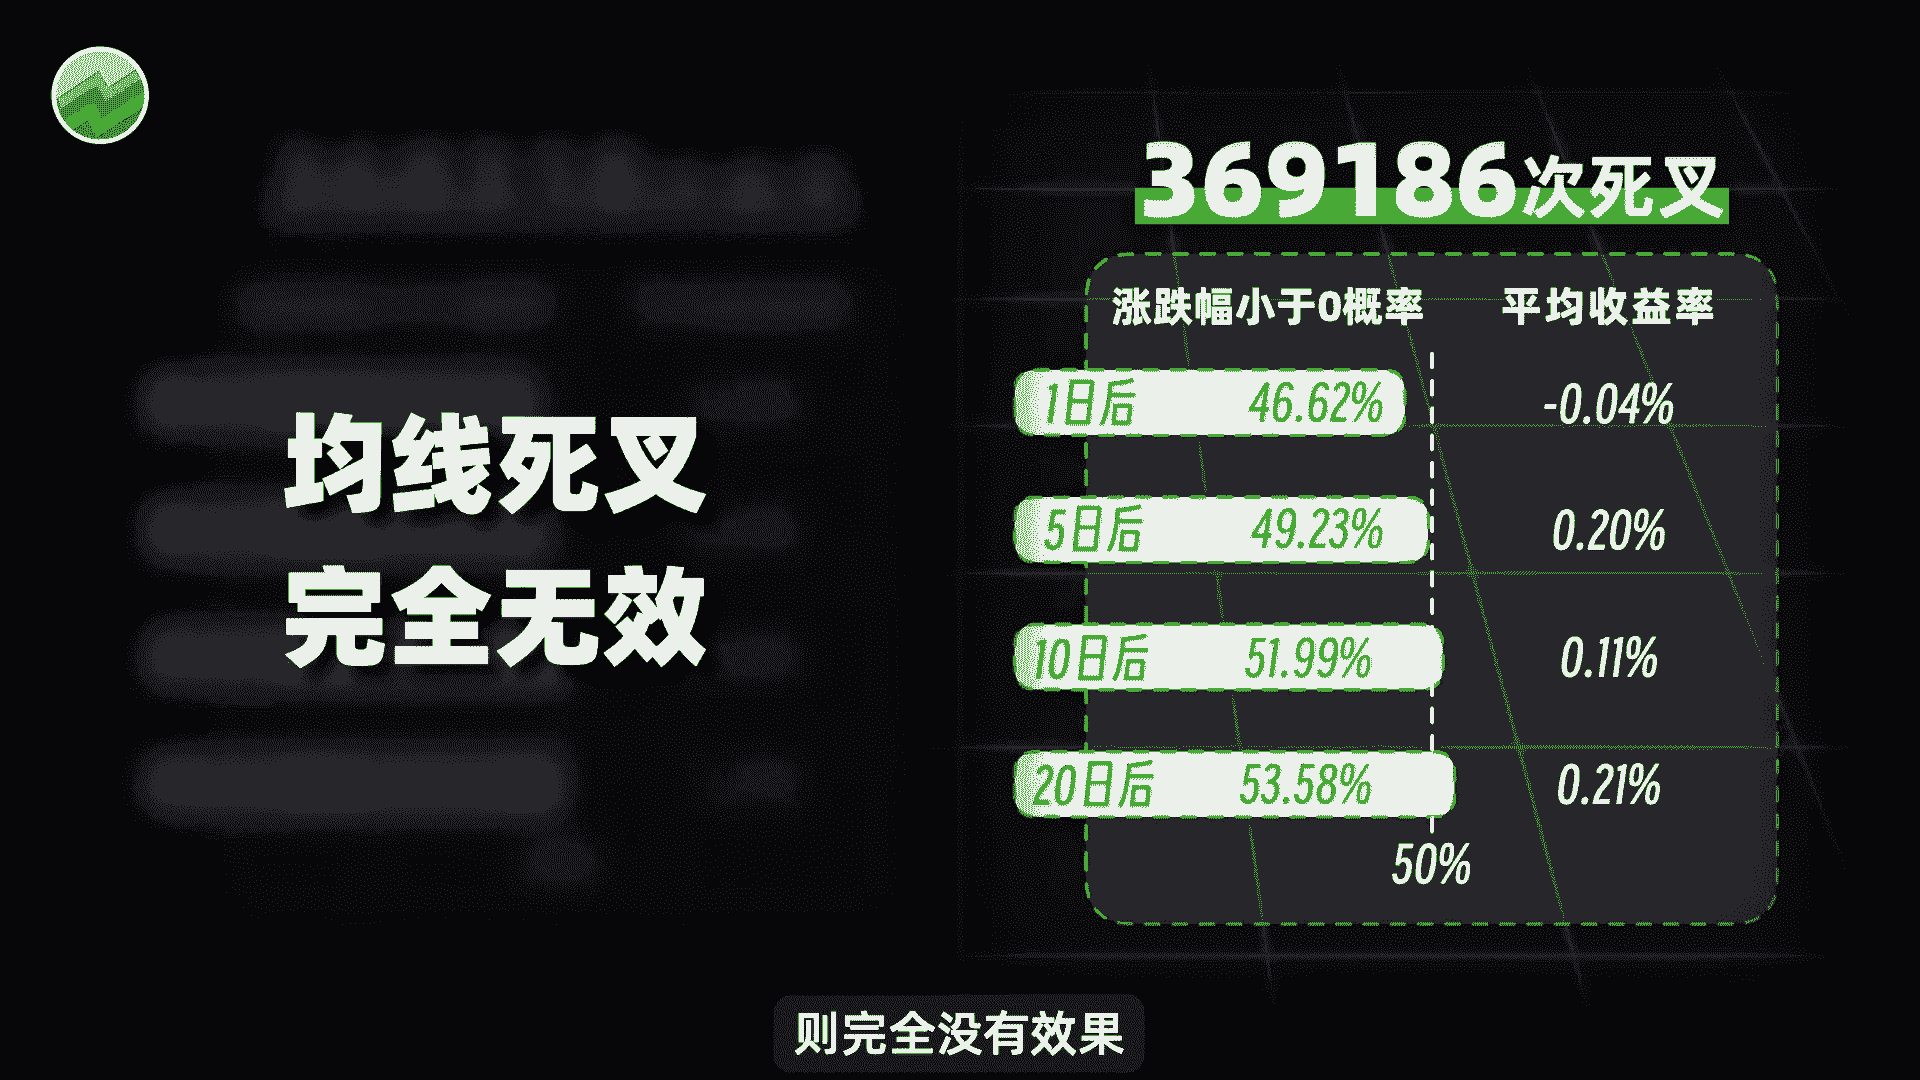 均线死叉
完全无效
369186次死叉
涨跌幅小于0概率 平均收益率
1日后 46.62% -0.04%
5日后 49.23% 0.20%
10日后 51.99% 0.11%
20日后 53.58% 0.21%
50%
则完全没有效果